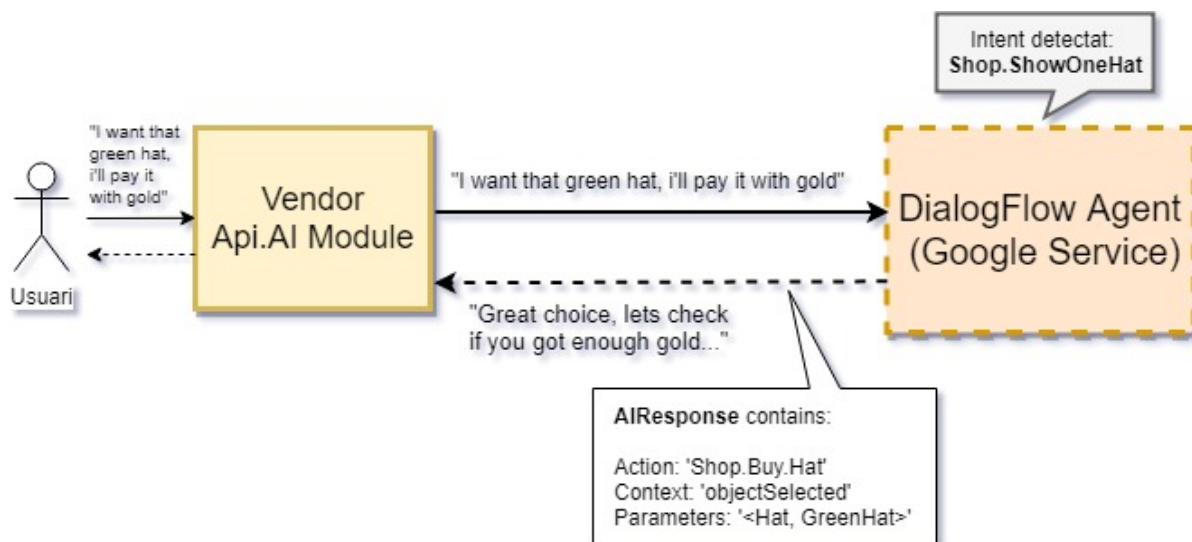 Intent detectat:
Shop.ShowOneHat
"I want that
green hat,
i'll pay it
with gold"
Vendor
Api.AI Module
"I want that green hat, i'll pay it with gold"
DialogFlow Agent
(Google Service)
Usuari
"Great choice, lets check
if you got enough gold..."
AIResponse contains:
Action: 'Shop.Buy.Hat'
Context: 'objectSelected'
Parameters: '<Hat, GreenHat>'